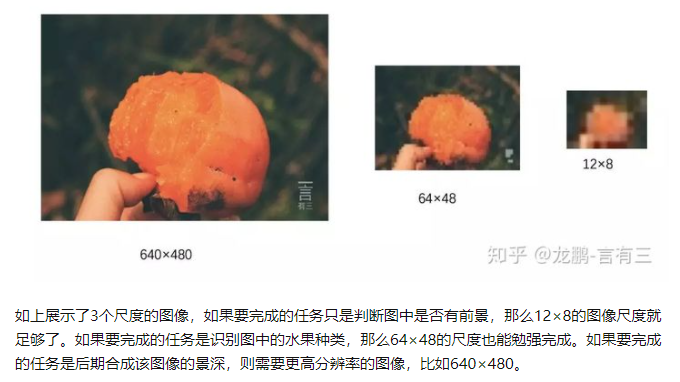 一言
有三
640×480
64×48
12×8
知乎 @龙鹏-言有三
如上展示了3个尺度的图像，如果要完成的任务只是判断图中是否有前景，那么12×8的图像尺度就
足够了。如果要完成的任务是识别图中的水果种类，那么64×48的尺度也能勉强完成。如果要完成
的任务是后期合成该图像的景深，则需要更高分辨率的图像，比如640×480。